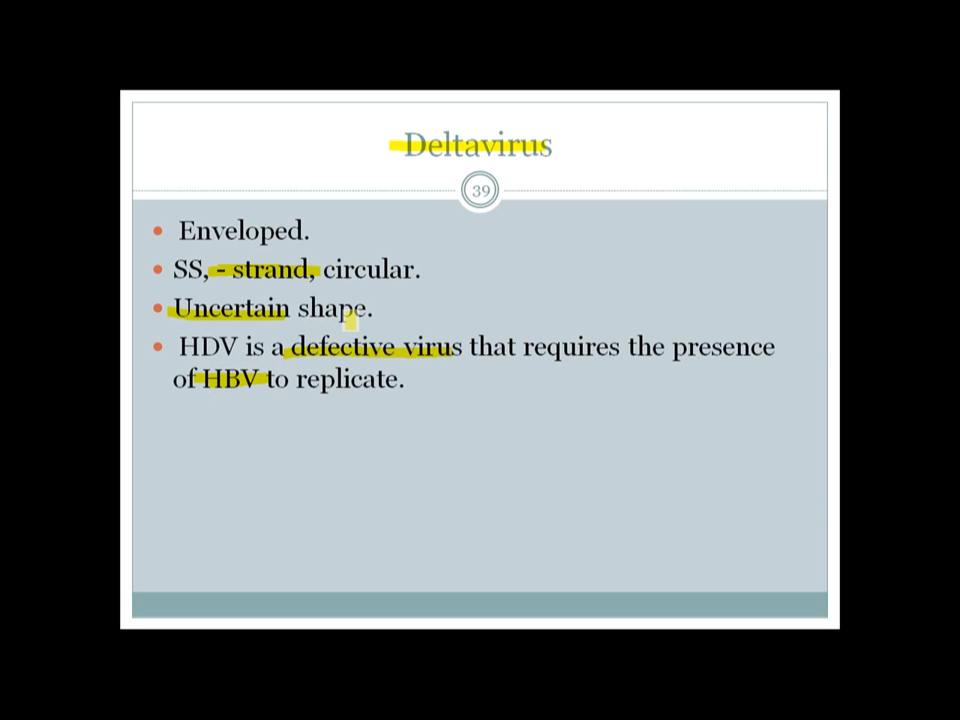 Deltavirus
39
• Enveloped.
• SS, - strand, circular.
• Uncertain shape.
• HDV is a defective virus that requires the presence
of HBV to replicate.